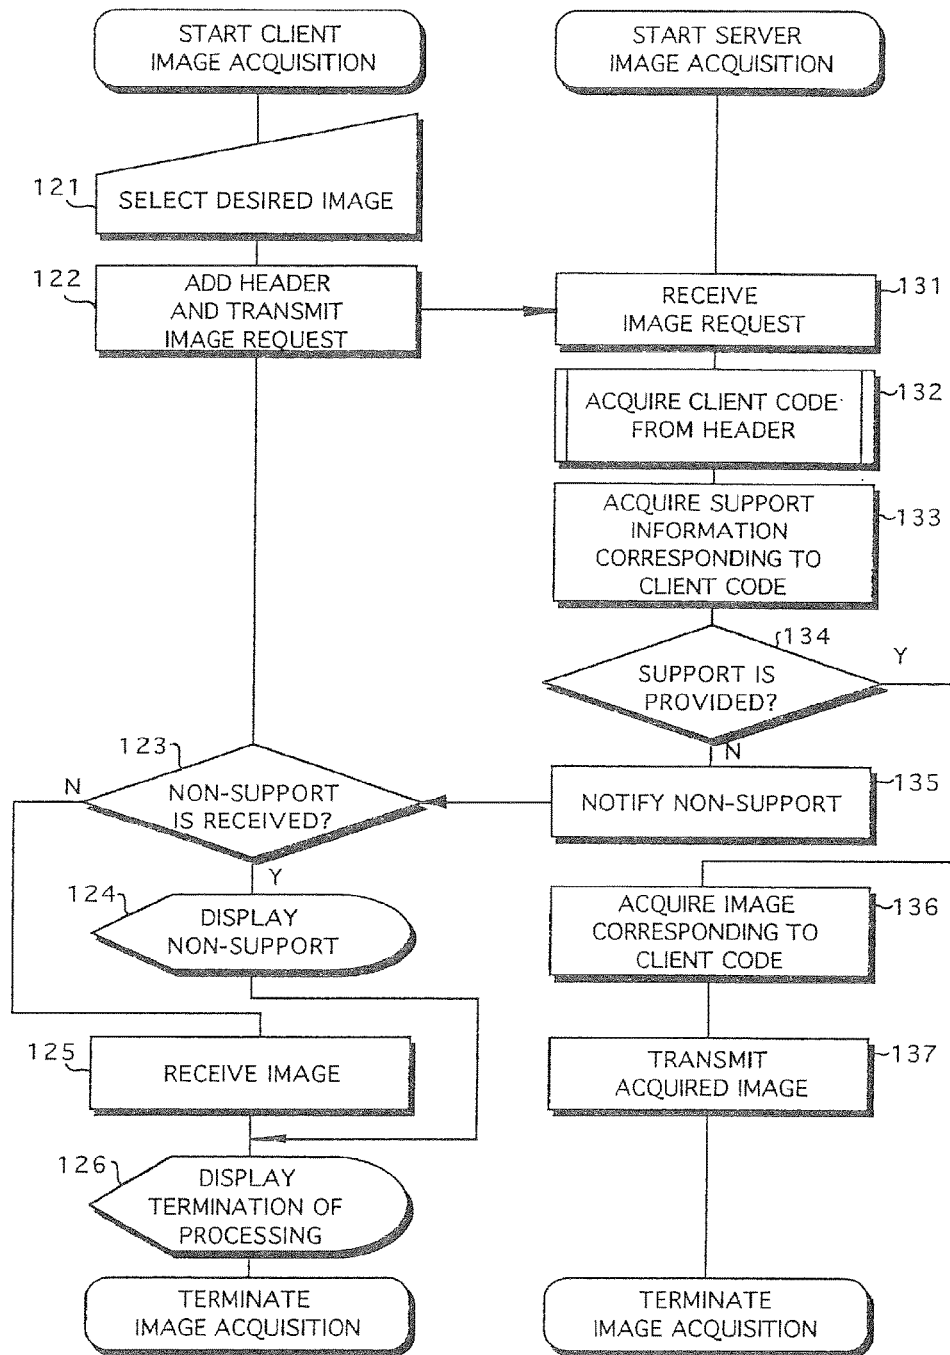 START CLIENT
IMAGE ACQUISITION
121
SELECT DESIRED IMAGE
122
ADD HEADER
AND TRANSMIT
IMAGE REQUEST
123
N
NON-SUPPORT
IS RECEIVED?
Y
124
DISPLAY
NON-SUPPORT
125
RECEIVE IMAGE
126
DISPLAY
TERMINATION OF
PROCESSING
TERMINATE
IMAGE ACQUISITION
START SERVER
IMAGE ACQUISITION
131
RECEIVE
IMAGE REQUEST
132
ACQUIRE CLIENT CODE
FROM HEADER
133
ACQUIRE SUPPORT
INFORMATION
CORRESPONDING TO
CLIENT CODE
134
Y
SUPPORT IS
PROVIDED?
N
135
NOTIFY NON-SUPPORT
136
ACQUIRE IMAGE
CORRESPONDING TO
CLIENT CODE
137
TRANSMIT
ACQUIRED IMAGE
TERMINATE
IMAGE ACQUISITION